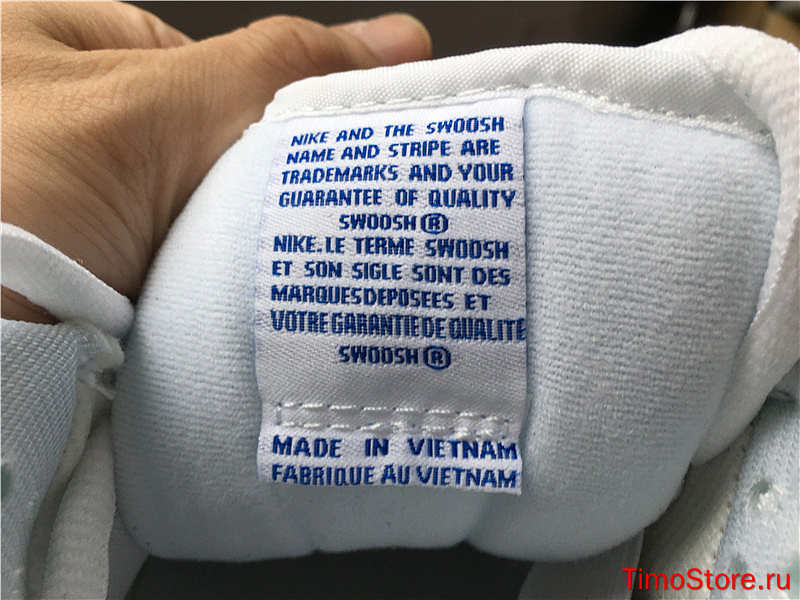 NIKE AND THE SWOOSH
NAME AND STRIPE ARE
TRADEMARKS AND YOUR
GUARANTEE OF QUALITY
SWOOSH ®
NIKE.LE TERME SWOOSH
ET SON SIGLE SONT DES
MARQUES DEPOSEES ET
VOTRE GARANTIE DE QUALITE
SWOOSH ®
MADE IN VIETNAM
FABRIQUE AU VIETNAM
TimoStore.ru